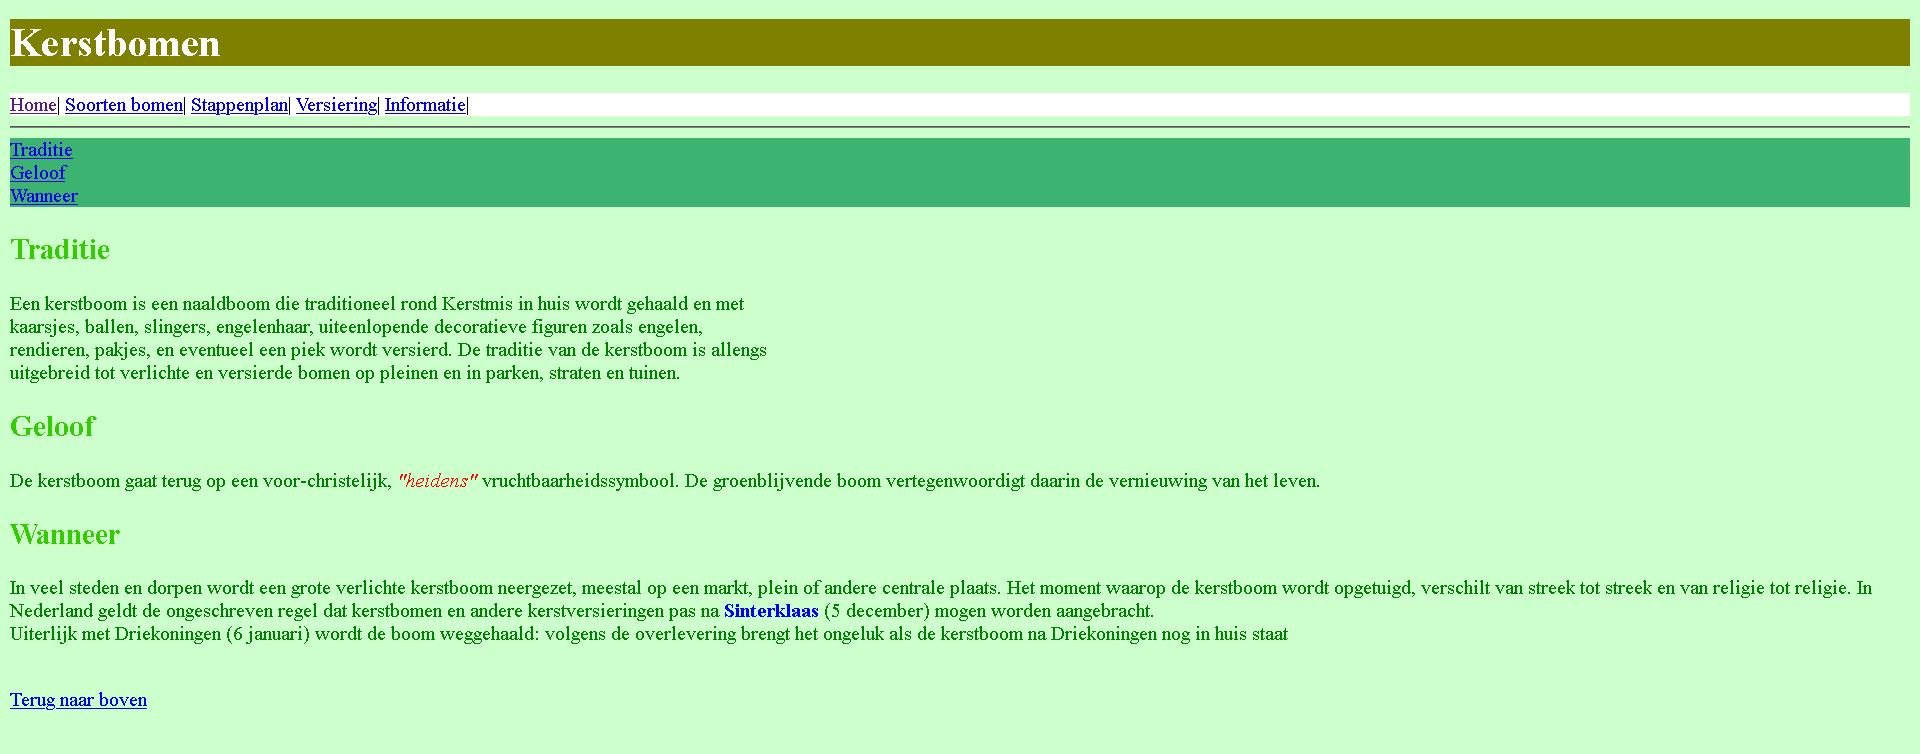 Kerstbomen
Home| Soorten bomen| Stappenplan| Versiering| Informatie|
Traditie
Geloof
Wanneer
Traditie
Een kerstboom is een naaldboom die traditioneel rond Kerstmis in huis wordt gehaald en met
kaarsjes, ballen, slingers, engelenhaar, uiteenlopende decoratieve figuren zoals engelen,
rendieren, pakjes, en eventueel een piek wordt versierd. De traditie van de kerstboom is allengs
uitgebreid tot verlichte en versierde bomen op pleinen en in parken, straten en tuinen.
Geloof
De kerstboom gaat terug op een voor-christelijk, "heidens" vruchtbaarheidssymbool. De groenblijvende boom vertegenwoordigt daarin de vernieuwing van het leven.
Wanneer
In veel steden en dorpen wordt een grote verlichte kerstboom neergezet, meestal op een markt, plein of andere centrale plaats. Het moment waarop de kerstboom wordt opgetuigd, verschilt van streek tot streek en van religie tot religie. In
Nederland geldt de ongeschreven regel dat kerstbomen en andere kerstversieringen pas na Sinterklaas (5 december) mogen worden aangebracht.
Uiterlijk met Driekoningen (6 januari) wordt de boom weggehaald: volgens de overlevering brengt het ongeluk als de kerstboom na Driekoningen nog in huis staat
Terug naar boven